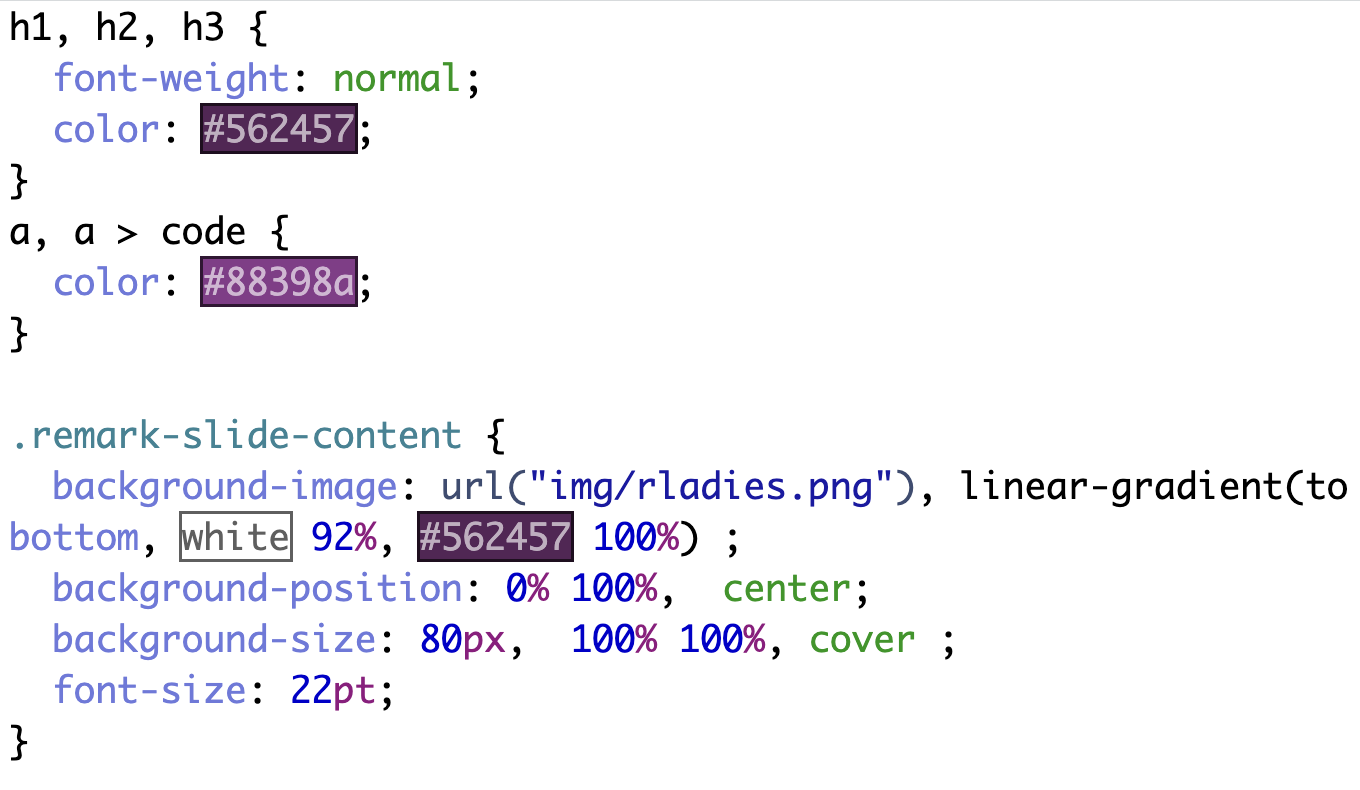 h1, h2, h3 {
  font-weight: normal;
  color: #562457;
}
a, a > code {
  color: #88398a;
}

.remark-slide-content {
  background-image: url("img/rladies.png"), linear-gradient(to
bottom, white 92%, #562457 100%) ;
  background-position: 0% 100%,  center;
  background-size: 80px,  100% 100%, cover ;
  font-size: 22pt;
}